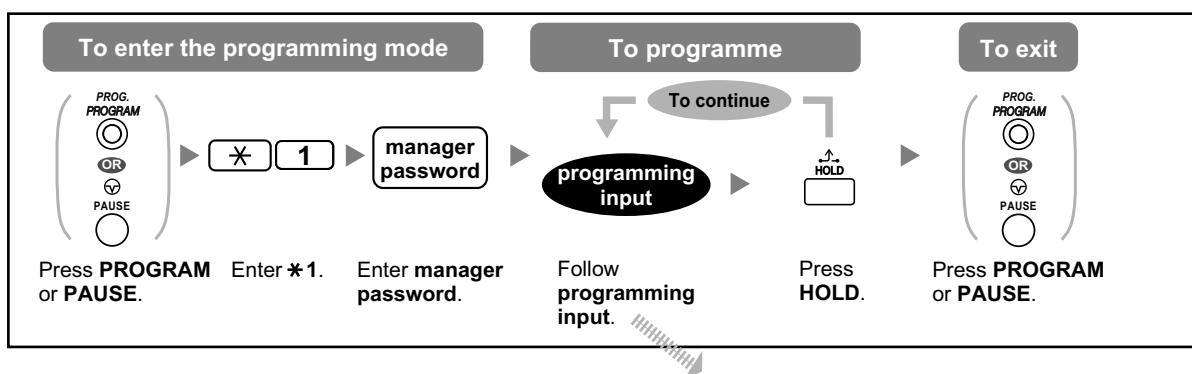 To enter the programming mode
To programme
To exit
To continue
PROG.
PROGRAM
OR
PAUSE
✳
1
manager
password
programming
input
HOLD
PROG.
PROGRAM
OR
PAUSE
Press PROGRAM
or PAUSE.
Enter ✳1.
Enter manager
password.
Follow
programming
input.
Press
HOLD.
Press PROGRAM
or PAUSE.